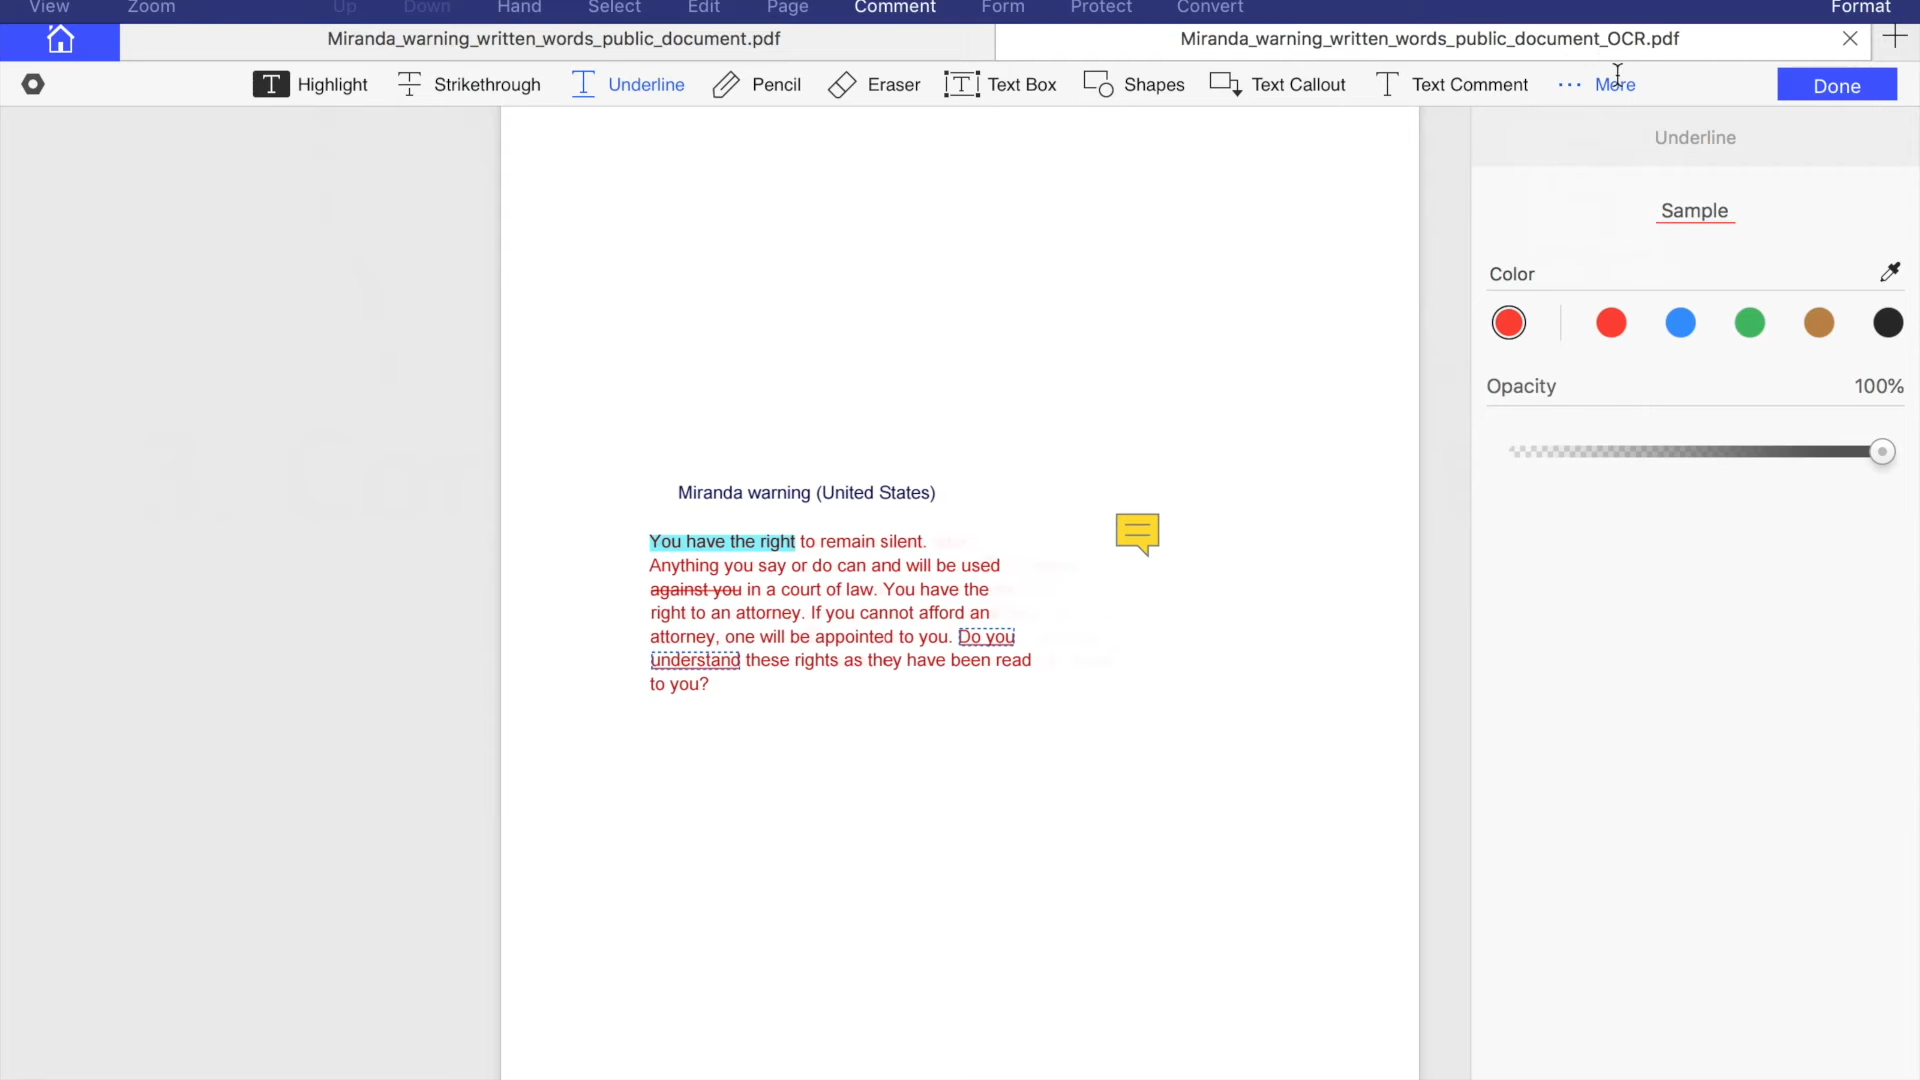 View Zoom Up Down Hand Select Edit Page Comment Form Protect Convert Format
Miranda_warning_written_words_public_document.pdf
Miranda_warning_written_words_public_document_OCR.pdf
Highlight Strikethrough Underline Pencil Eraser Text Box Shapes Text Callout Text Comment ... More Done
Underline
Sample
Color
Opacity 100%
Miranda warning (United States)
You have the right to remain silent.
Anything you say or do can and will be used
against you in a court of law. You have the
right to an attorney. If you cannot afford an
attorney, one will be appointed to you. Do you
understand these rights as they have been read
to you?